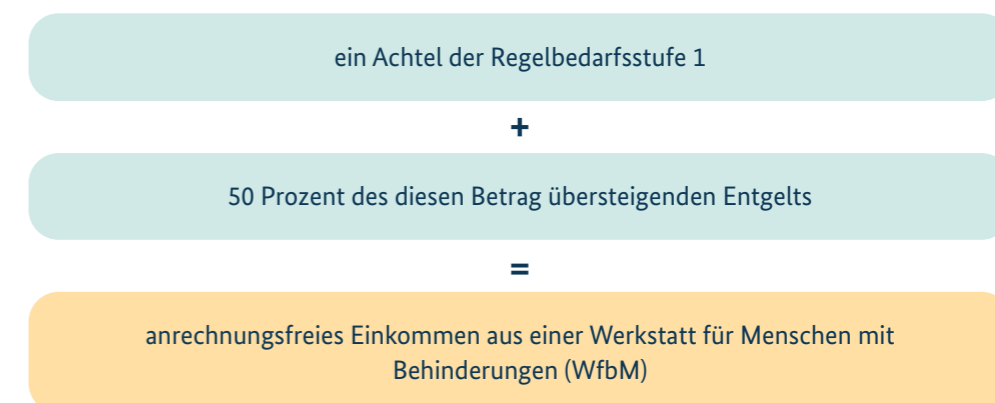 ein Achtel der Regelbedarfsstufe 1
+
50 Prozent des diesen Betrag übersteigenden Entgelts
=
anrechnungsfreies Einkommen aus einer Werkstatt für Menschen mit
Behinderungen (WfbM)